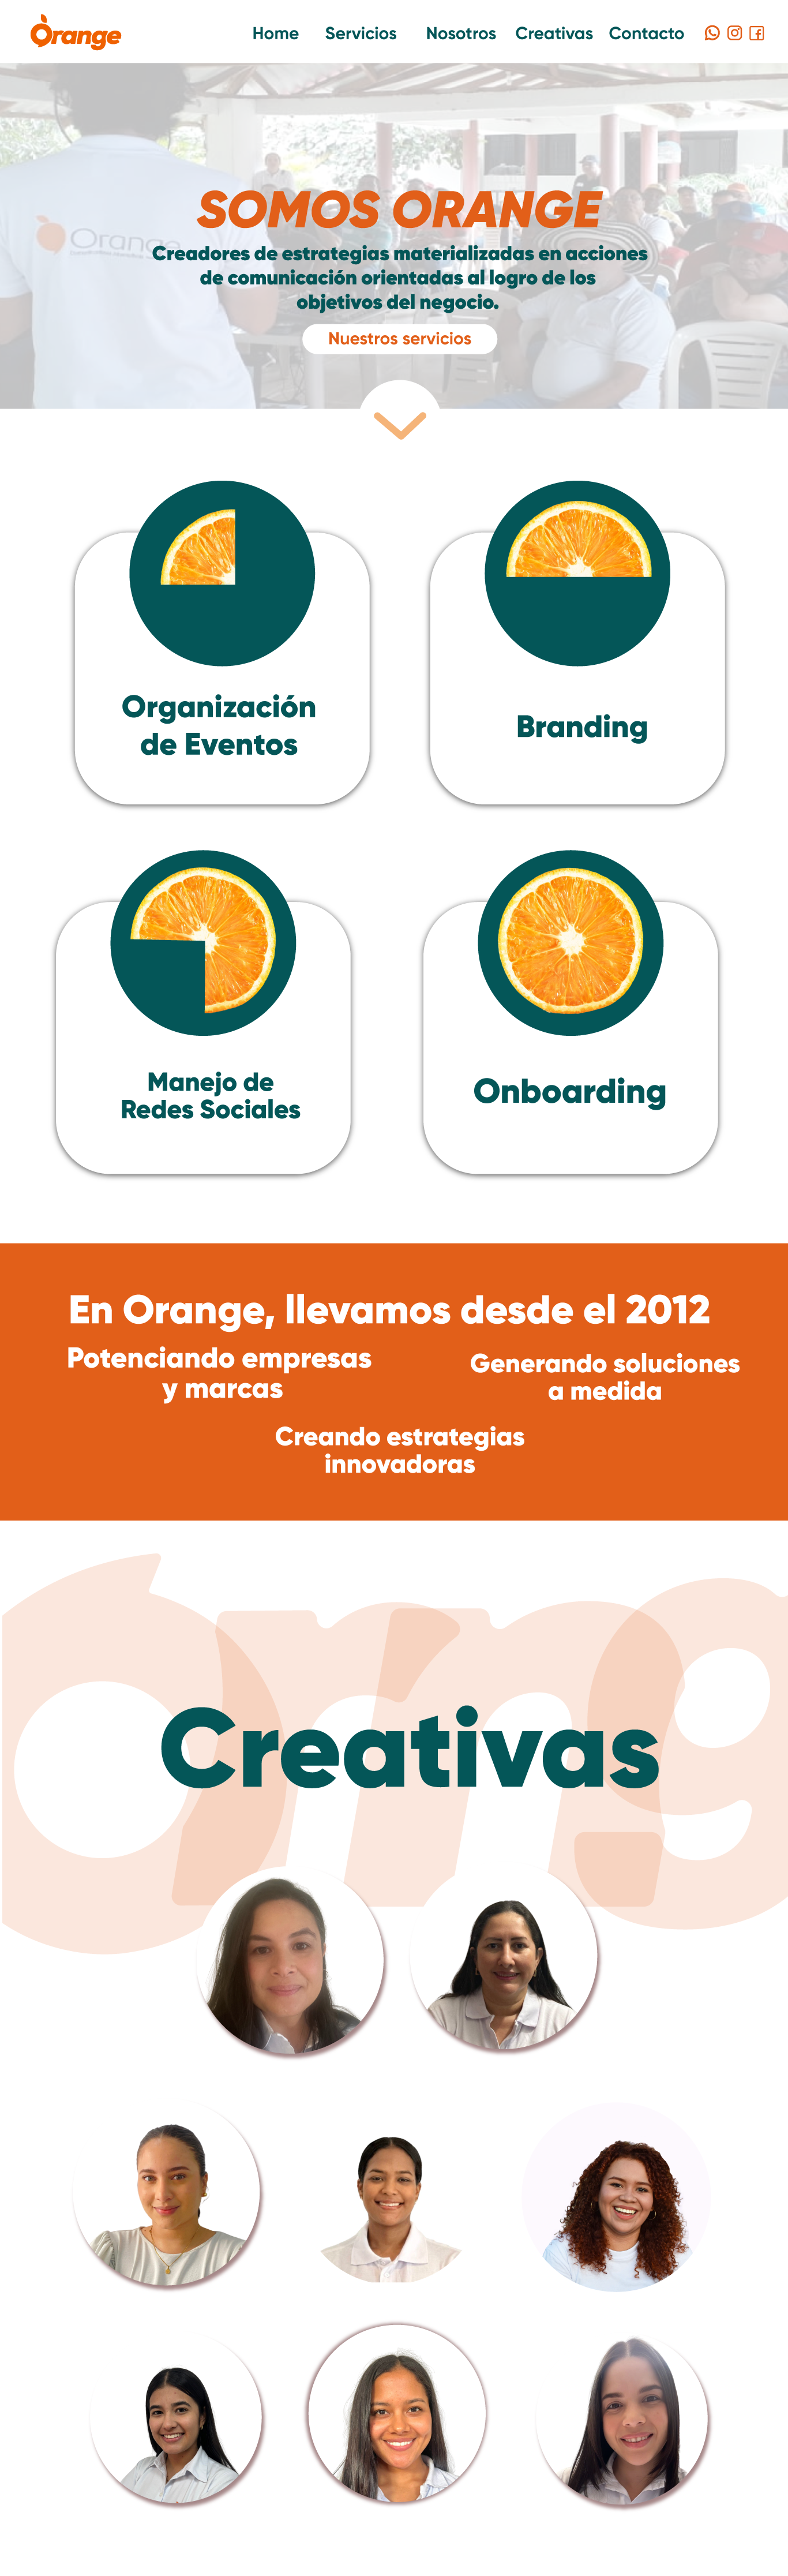 Orange
Home Servicios Nosotros Creativas Contacto
SOMOS ORANGE
Orange
Creadores de estrategias materializadas en acciones
de comunicación orientadas al logro de los
objetivos del negocio.
Nuestros servicios
Organización
de Eventos
Branding
Manejo de
Redes Sociales
Onboarding
En Orange, llevamos desde el 2012
Potenciando empresas
y marcas
Generando soluciones
a medida
Creando estrategias
innovadoras
Creativas